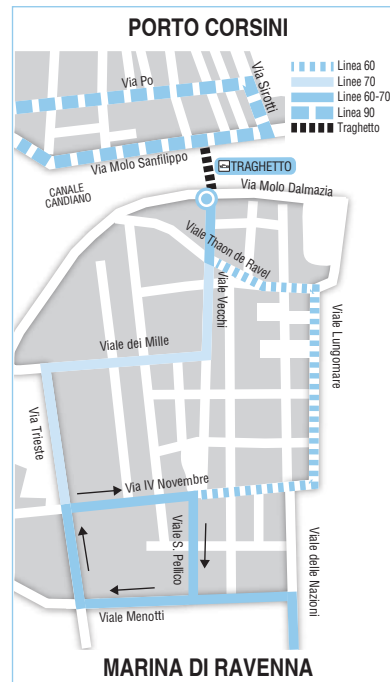 PORTO CORSINI
Linea 60
Linee 70
Linee 60-70
Linea 90
Traghetto
Via Po
Via Sirotti
Via Molo Sanfilippo
TRAGHETTO
CANALE
CANDIANO
Via Molo Dalmazia
Viale Thaon de Ravel
Viale Vecchi
Viale Lungomare
Viale dei Mille
Via Trieste
Via IV Novembre
Viale S. Pellico
Viale delle Nazioni
Viale Menotti
MARINA DI RAVENNA